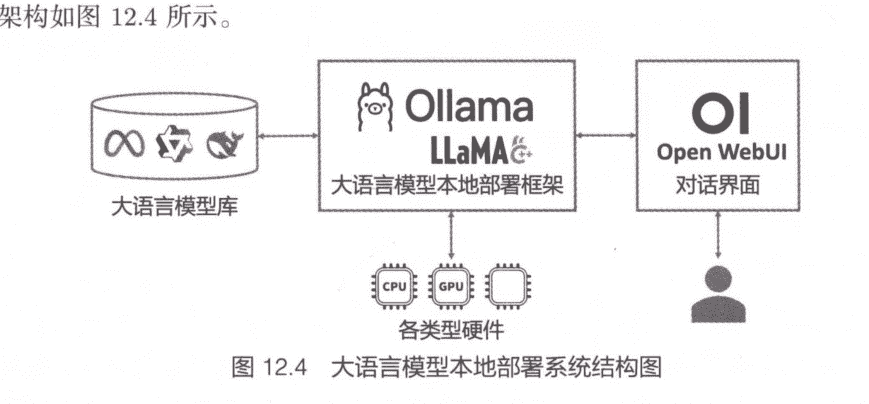 架构如图 12.4 所示。
Ollama
LLaMA C++
大语言模型本地部署框架
OI
Open WebUI
对话界面
大语言模型库
CPU
GPU
各类型硬件
图 12.4 大语言模型本地部署系统结构图